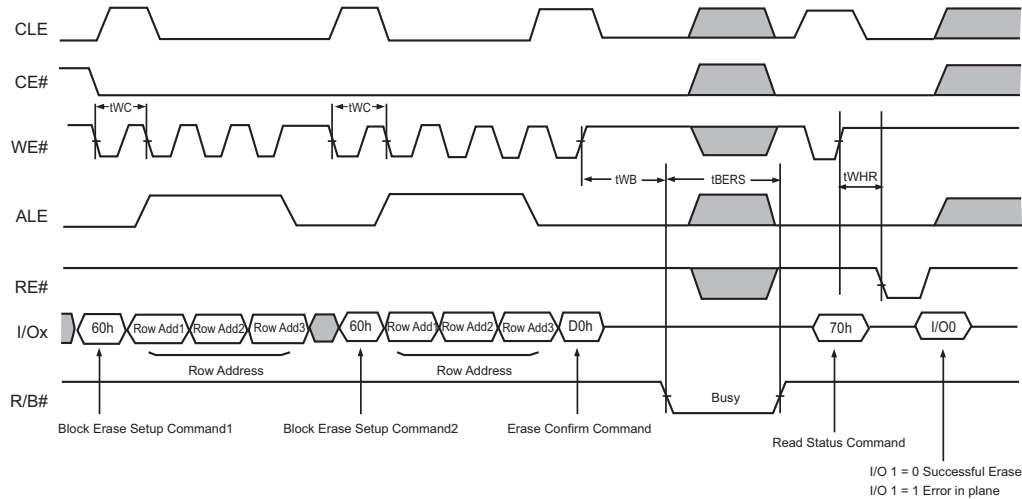 CLE
CE#
tWC
tWC
WE#
tWB
tBERS
tWHR
ALE
RE#
I/Ox
60h
Row Add1
Row Add2
Row Add3
60h
Row Add1
Row Add2
Row Add3
D0h
70h
I/O0
Row Address
Row Address
R/B#
Busy
Block Erase Setup Command1
Block Erase Setup Command2
Erase Confirm Command
Read Status Command
I/O 1 = 0 Successful Erase
I/O 1 = 1 Error in plane